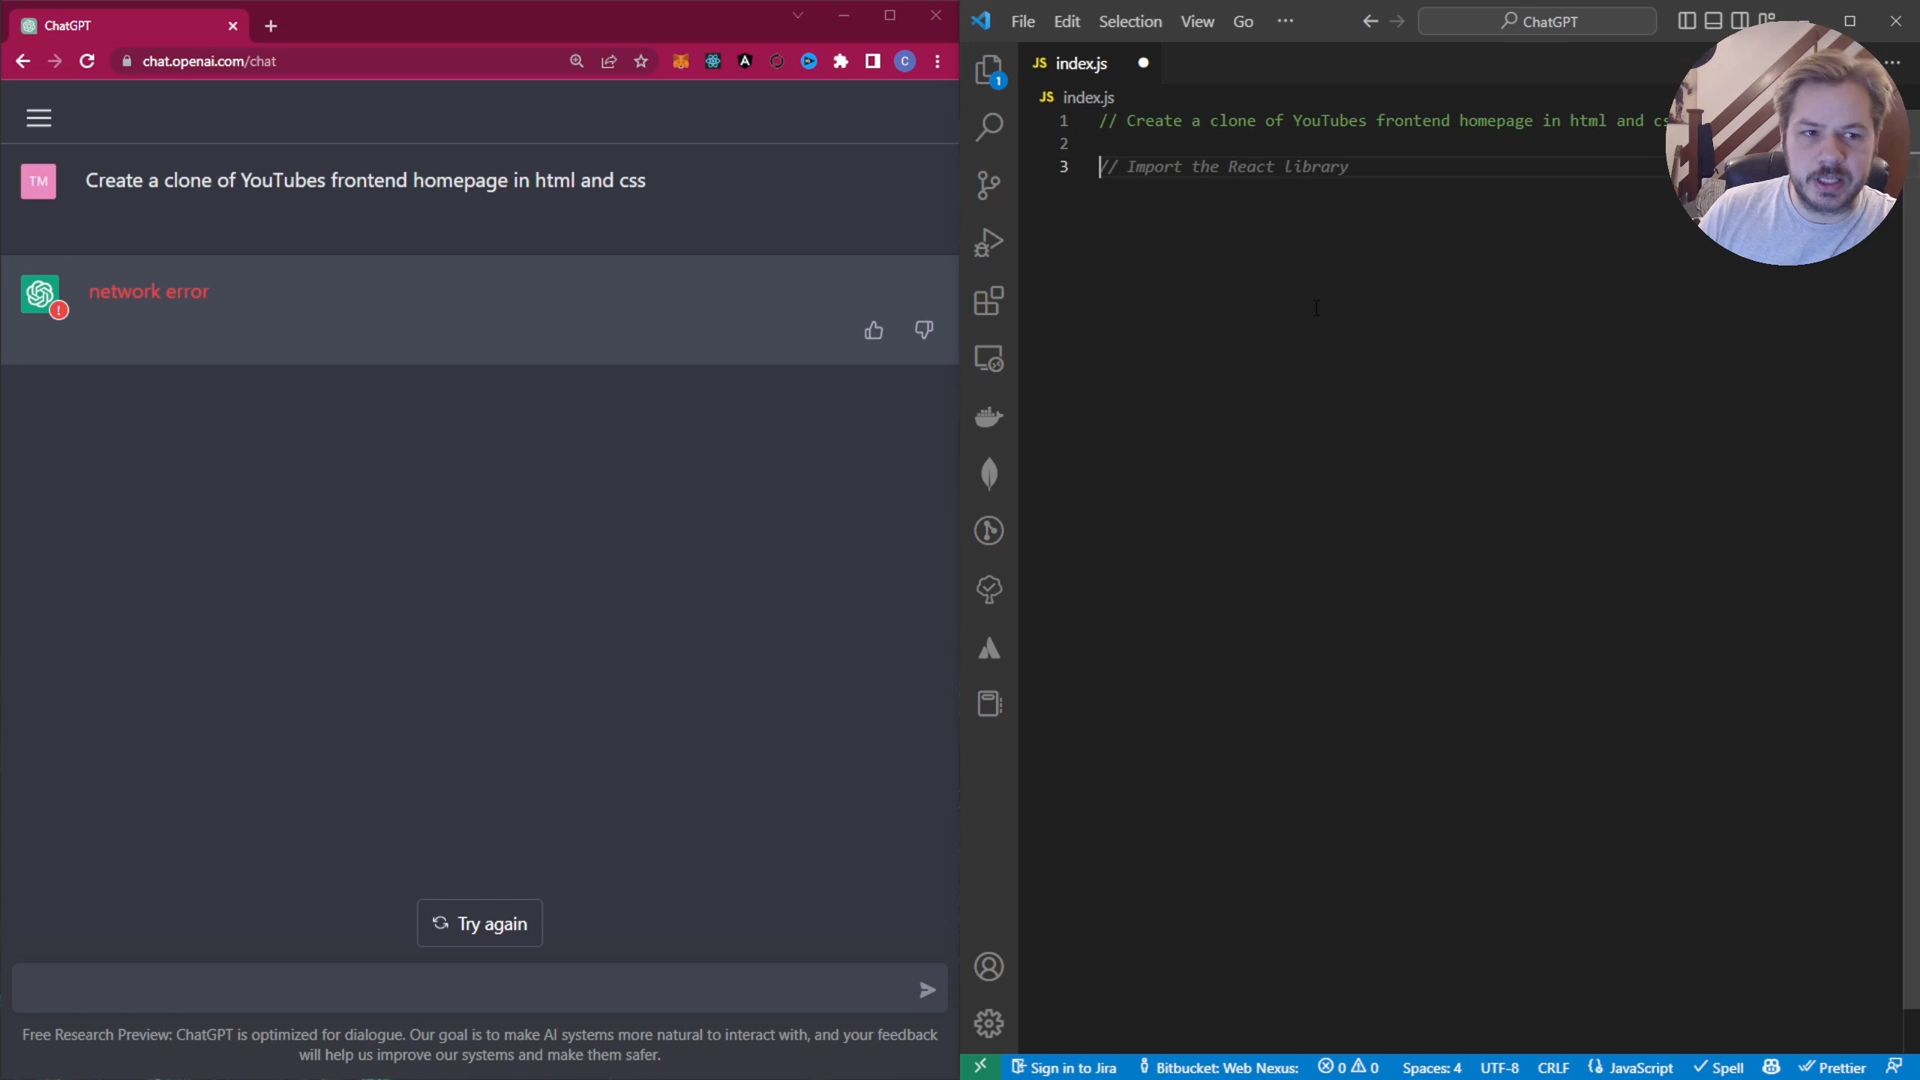 ChatGPT
chat.openai.com/chat
C
TM
Create a clone of YouTubes frontend homepage in html and css
network error
Try again
Free Research Preview: ChatGPT is optimized for dialogue. Our goal is to make AI systems more natural to interact with, and your feedback
will help us improve our systems and make them safer.
File Edit Selection View Go ···
ChatGPT
1
JS index.js
JS index.js
1 // Create a clone of YouTubes frontend homepage in html and cs
2
3 // Import the React library
Sign in to Jira Bitbucket: Web Nexus: 0 0 Spaces: 4 UTF-8 CRLF JavaScript Spell Prettier